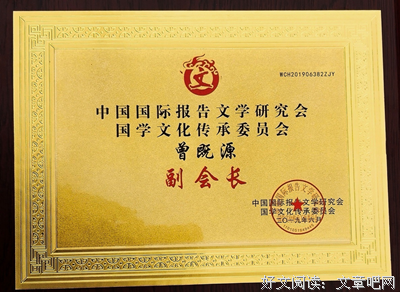 文
WCH201906382ZJY
中国国际报告文学研究会
国学文化传承委员会
曾既源
副会长
中国国际报告文学研究会
国学文化传承委员会
二〇一九年六月
好文阅读：文章吧网